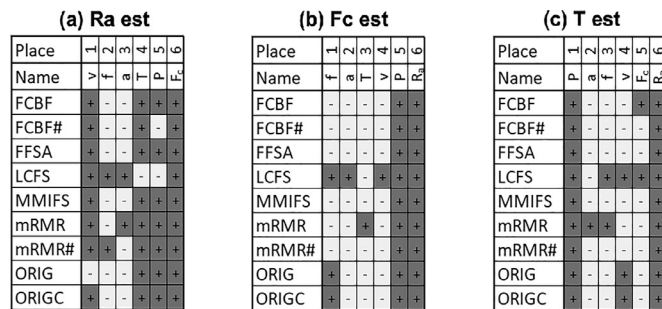 (a) Ra est
Place 1 2 3 4 5 6
Name v f a T P Fc
FCBF + - - + + +
FCBF# + - - + - +
FFSA + - - + + +
LCFS + + + - - +
MMIFS + - - + + +
mRMR + - + + + +
mRMR# + + - + + +
ORIG - - - + + +
ORIGC + - - + + +
(b) Fc est
Place 1 2 3 4 5 6
Name f a T v P Ra
FCBF - - - - + +
FCBF# - - - - + +
FFSA - - - - + +
LCFS + + - + + +
MMIFS - - - - + +
mRMR - - + - + +
mRMR# - - - - + +
ORIG + - - - + +
ORIGC + - - - + +
(c) T est
Place 1 2 3 4 5 6
Name P a f v Fc
FCBF + - - - + +
FCBF# + - - - - +
FFSA + - - - - +
LCFS + - + + + +
MMIFS + - - - - +
mRMR + + + - - +
mRMR# + - - - - +
ORIG + - - + - +
ORIGC + - - + - +